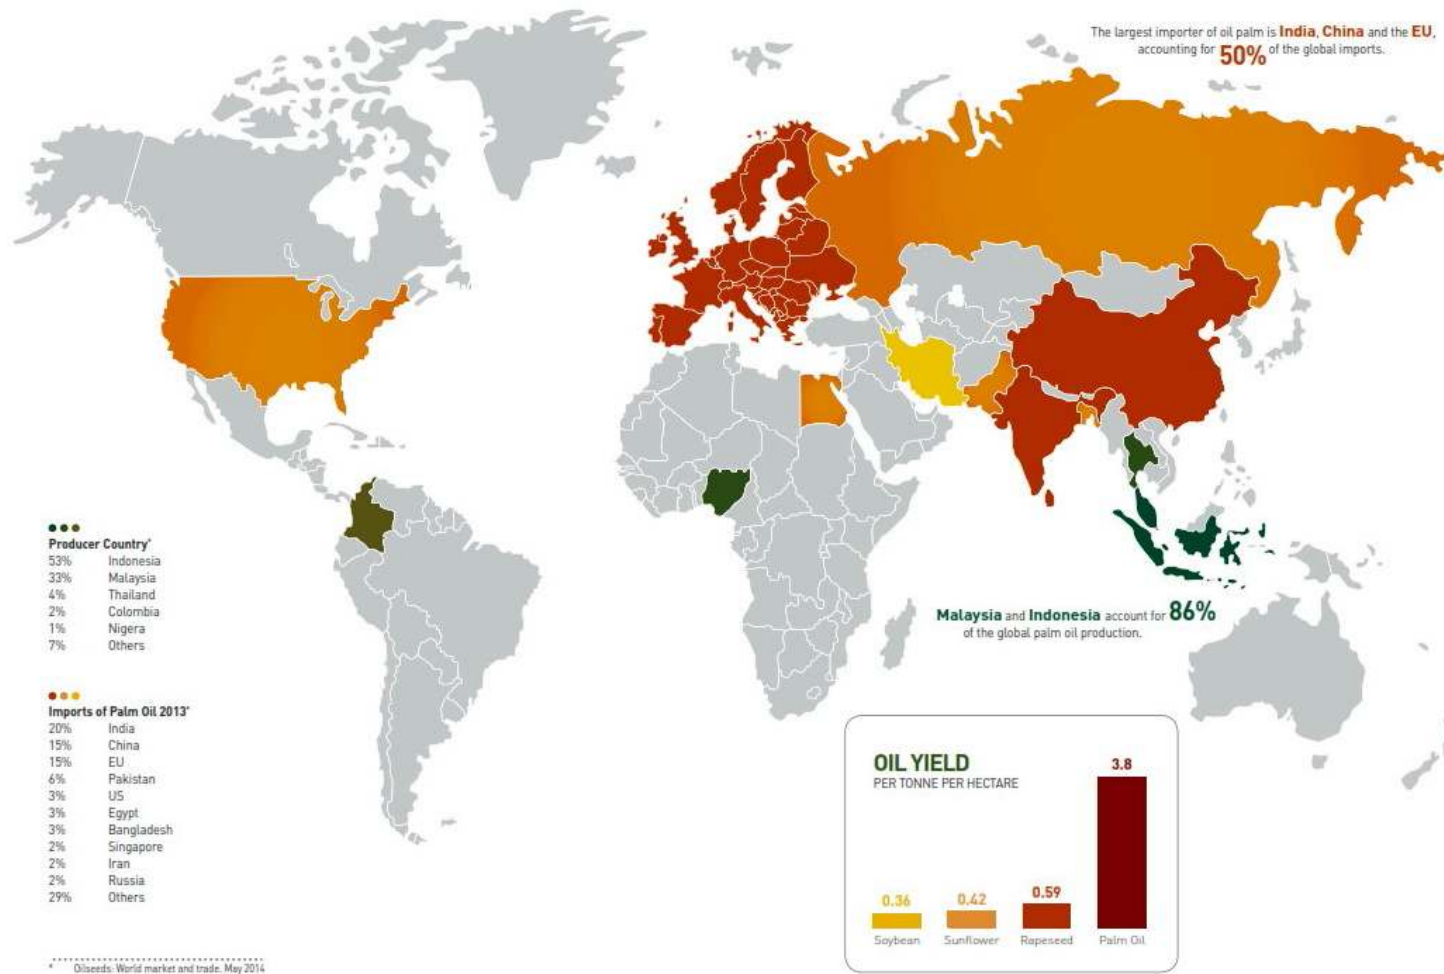 The largest importer of oil palm is India, China and the EU,
accounting for 50% of the global imports.
Producer Country*
53% Indonesia
33% Malaysia
4% Thailand
2% Colombia
1% Nigera
7% Others
Malaysia and Indonesia account for 86%
of the global palm oil production.
Imports of Palm Oil 2013*
20% India
15% China
15% EU
6% Pakistan
3% US
3% Egypt
3% Bangladesh
2% Singapore
2% Iran
2% Russia
29% Others
OIL YIELD
PER TONNE PER HECTARE
0.36
0.42
0.59
3.8
Soybean
Sunflower
Rapeseed
Palm Oil
* Oilseeds: World market and trade. May 2014